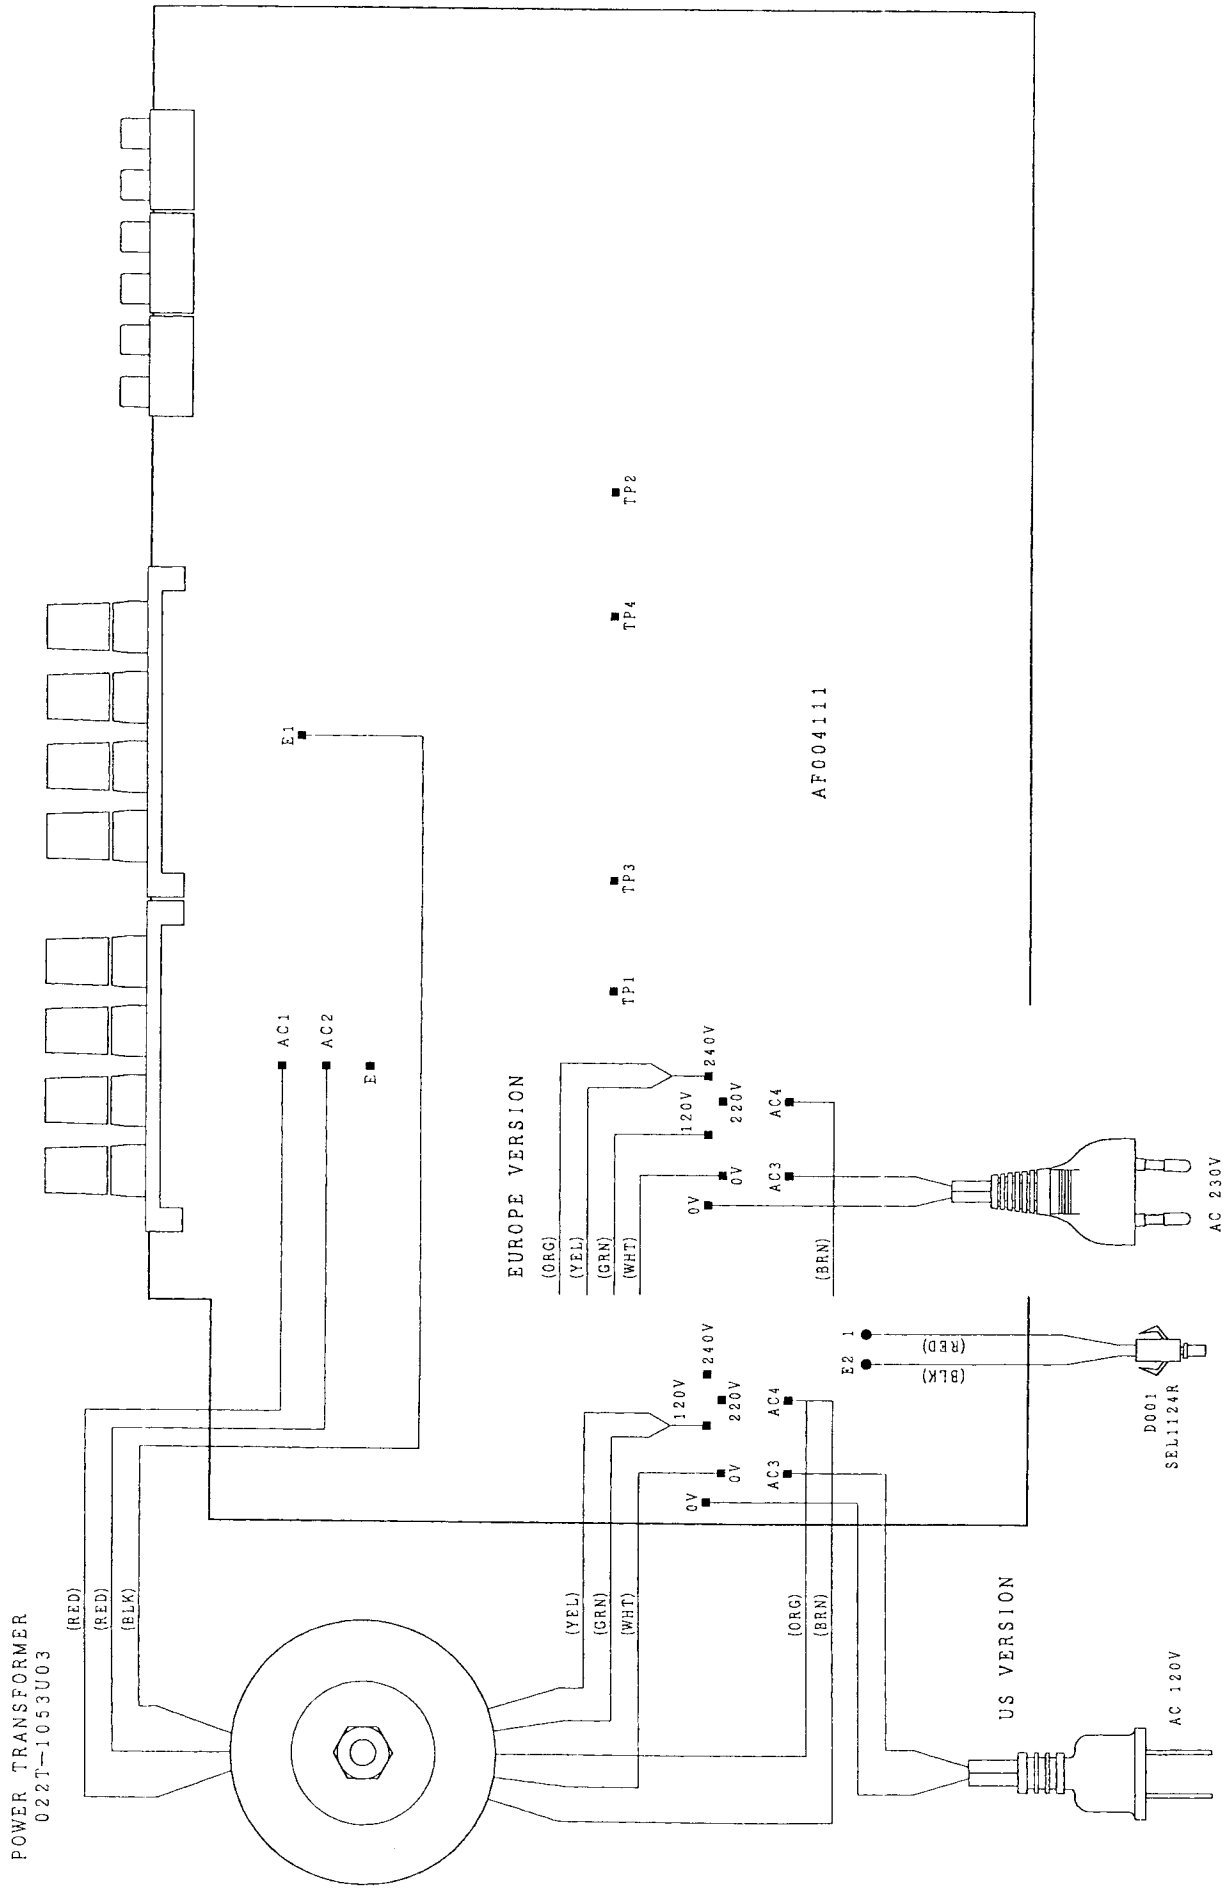 POWER TRANSFORMER
022T-1053U03
(RED)
(RED)
(BLK)
AC1
AC2
E
E1
TP1
TP3
TP4
TP2
AF004111
EUROPE VERSION
(ORG)
(YEL)
(GRN)
(WHT)
(BRN)
240V
120V
220V
0V
0V
AC4
AC3
AC 230V
(YEL)
(GRN)
(WHT)
(ORG)
(BRN)
240V
120V
220V
0V
0V
AC4
AC3
E2
1
(RED)
(BLK)
D001
SEL1124R
US VERSION
AC 120V